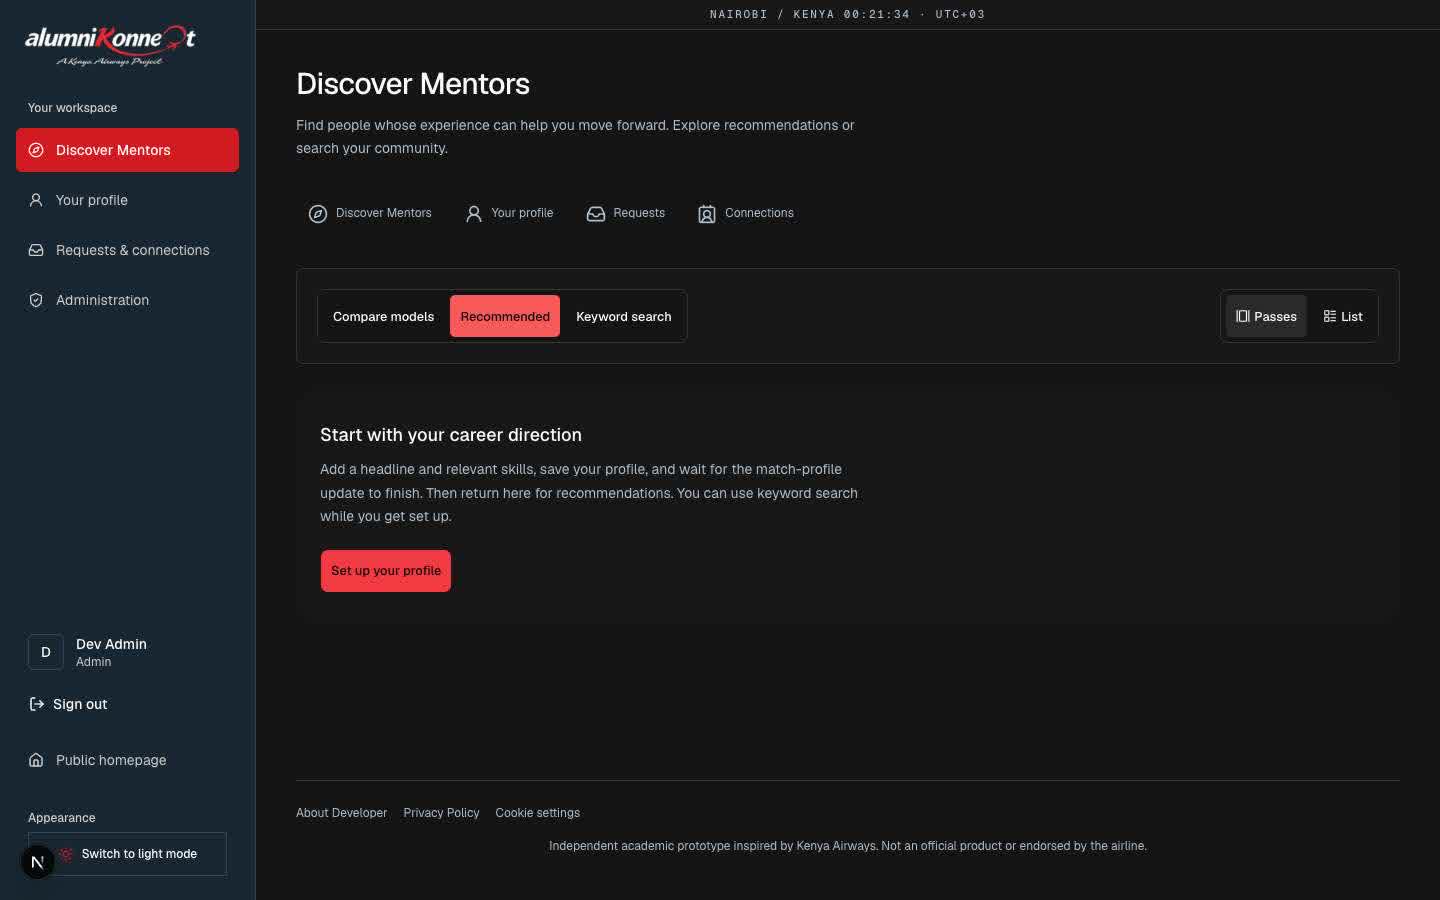 NAIROBI / KENYA 00:21:34 · UTC+03
alumniKonnect
A Kenya Airways Project
Your workspace
Discover Mentors
Your profile
Requests & connections
Administration
Discover Mentors
Find people whose experience can help you move forward. Explore recommendations or
search your community.
Discover Mentors
Your profile
Requests
Connections
Compare models
Recommended
Keyword search
Passes
List
Start with your career direction
Add a headline and relevant skills, save your profile, and wait for the match-profile
update to finish. Then return here for recommendations. You can use keyword search
while you get set up.
Set up your profile
D
Dev Admin
Admin
Sign out
Public homepage
Appearance
N
Switch to light mode
About Developer
Privacy Policy
Cookie settings
Independent academic prototype inspired by Kenya Airways. Not an official product or endorsed by the airline.